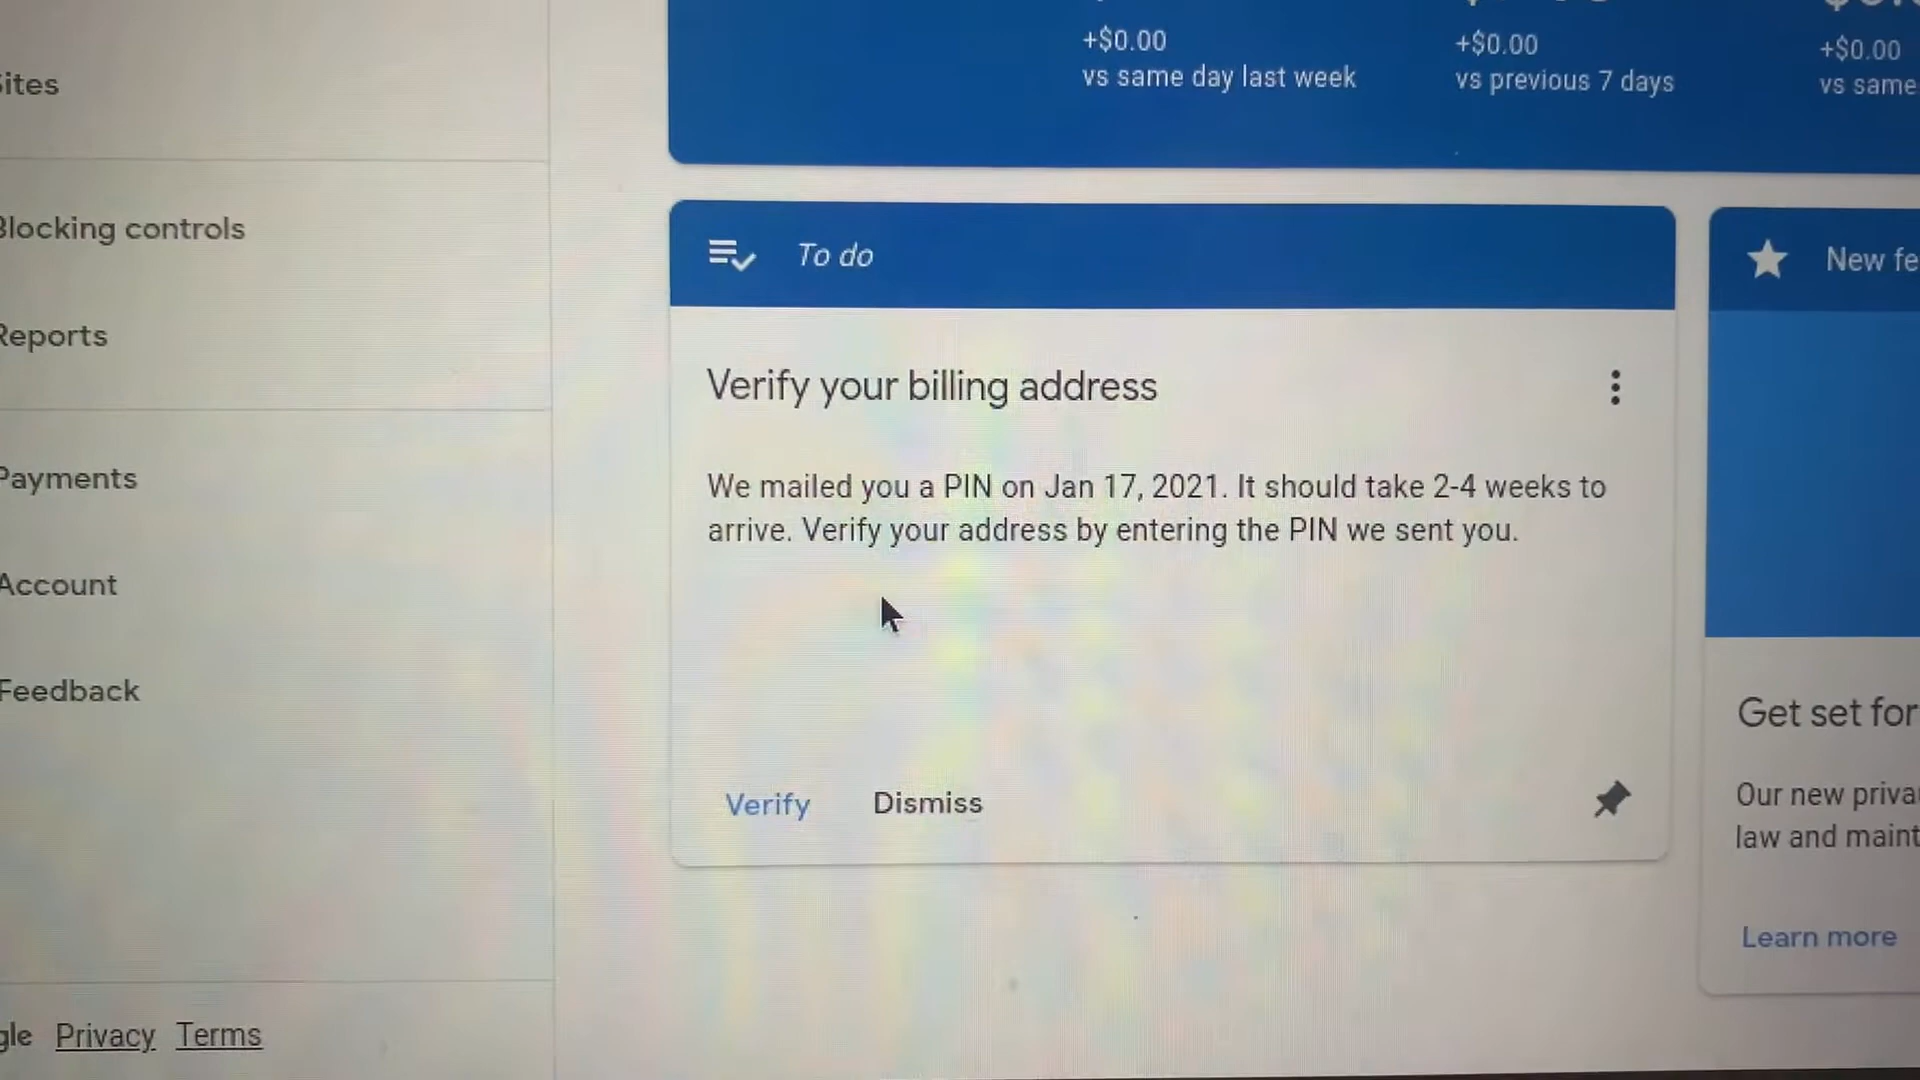 +$0.00
vs same day last week
+$0.00
vs previous 7 days
+$0.00
vs same
Sites
Blocking controls
Reports
Payments
Account
Feedback
To do
Verify your billing address
We mailed you a PIN on Jan 17, 2021. It should take 2-4 weeks to
arrive. Verify your address by entering the PIN we sent you.
Verify Dismiss
New fe
Get set for
Our new priva
law and maint
Learn more
gle Privacy Terms